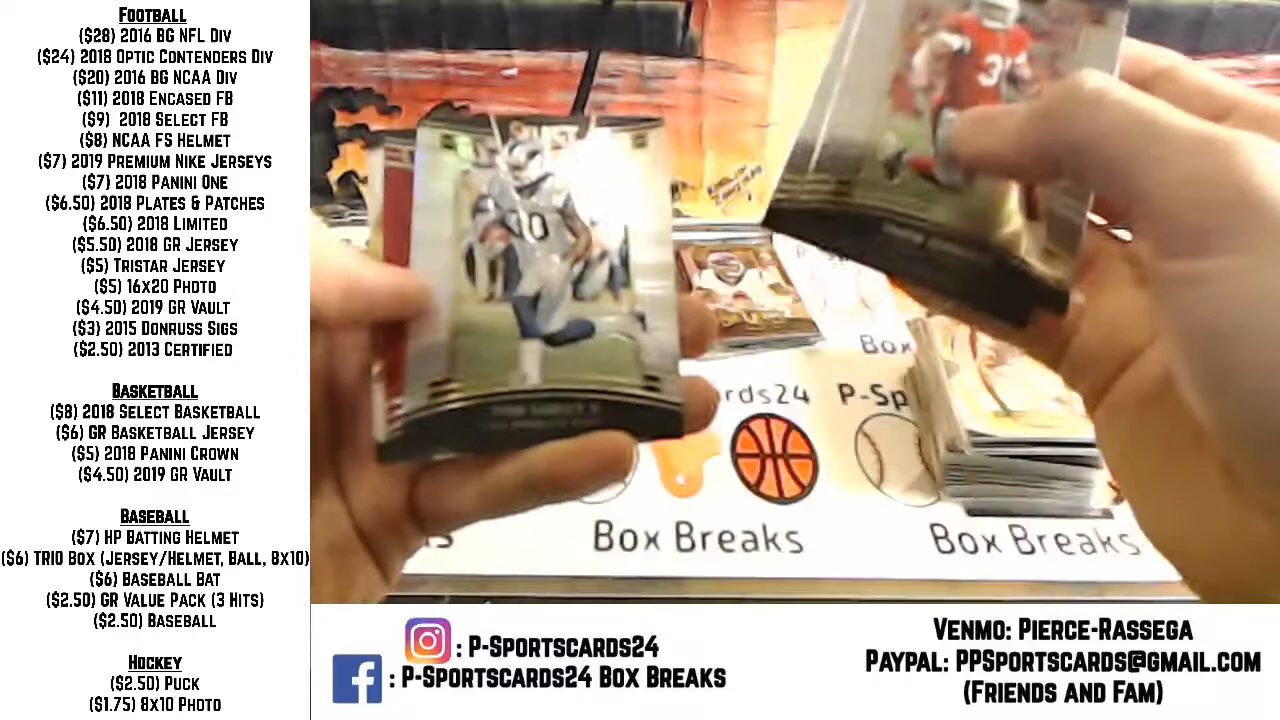 Football
($28) 2016 BG NFL Div
($24) 2018 Optic Contenders Div
($20) 2016 BG NCAA Div
($11) 2018 Encased FB
($9) 2018 Select FB
($8) NCAA FS Helmet
($7) 2019 Premium Nike Jerseys
($7) 2018 Panini One
($6.50) 2018 Plates & Patches
($6.50) 2018 Limited
($5.50) 2018 GR Jersey
($5) Tristar Jersey
($5) 16x20 Photo
($4.50) 2019 GR Vault
($3) 2015 Donruss Sigs
($2.50) 2013 Certified
Basketball
($8) 2018 Select Basketball
($6) GR Basketball Jersey
($5) 2018 Panini Crown
($4.50) 2019 GR Vault
Baseball
($7) HP Batting Helmet
($6) Trio Box (Jersey/Helmet, Ball, 8x10)
($6) Baseball Bat
($2.50) GR Value Pack (3 Hits)
($2.50) Baseball
Hockey
($2.50) Puck
($1.75) 8x10 Photo
Box
rds24
P-Sp
Box Breaks
Box Breaks
: P-Sportscards24
: P-Sportscards24 Box Breaks
Venmo: Pierce-Rassega
PayPal: PPSportscards@gmail.com
(Friends and Fam)